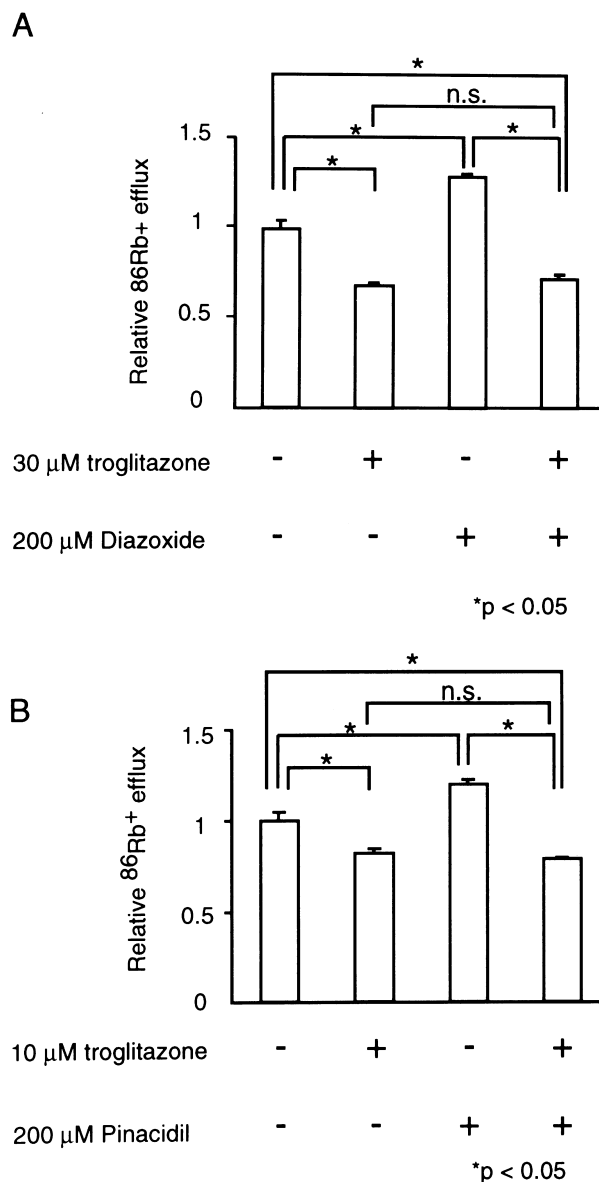 A
*
n.s.
* *
*
1.5
1
0.5
0
Relative 86Rb+ efflux
30 µM troglitazone - + - +
200 µM Diazoxide - - + +
*p < 0.05
B
*
n.s.
* *
*
1.5
1
0.5
0
Relative ⁸⁶Rb⁺ efflux
10 µM troglitazone - + - +
200 µM Pinacidil - - + +
*p < 0.05